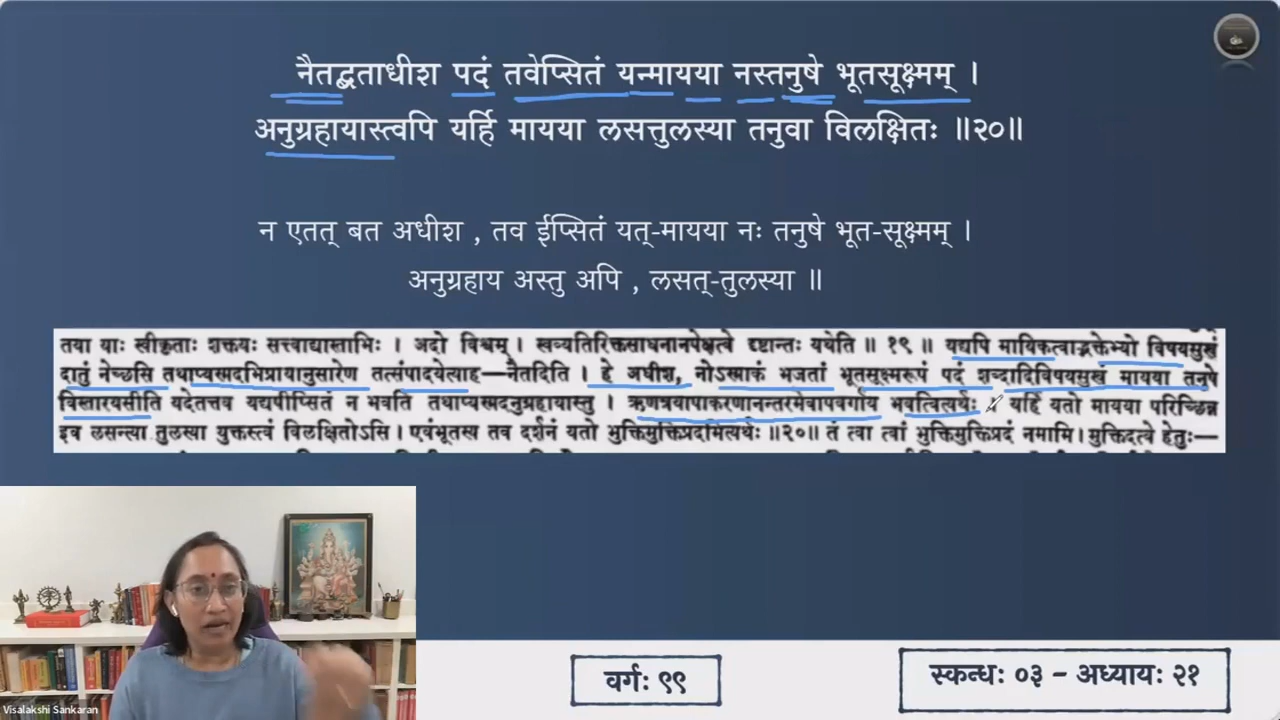 नैतद्बताधीश पदं तवेप्सितं यन्मायया नस्तनुषे भूतसूक्ष्मम् ।
अनुग्रहायास्त्वपि यर्हि मायया लसत्तुलस्या तनुवा विलक्षितः ॥२०॥
न एतत् बत अधीश , तव ईप्सितं यत्-मायया नः तनुषे भूत-सूक्ष्मम् ।
अनुग्रहाय अस्तु अपि , लसत्-तुलस्या ॥
तया याः स्वीकृताः शक्तयः सत्त्वाद्यास्ताभिः । अदो विश्वम् । स्वव्यतिरिक्तसाधनानपेक्षत्वे दृष्टान्तः यथेति ॥ १९ ॥ यद्यपि मायिकत्वाद्भक्तेभ्यो विषयसुखं
दातुं नेच्छसि तथाप्यस्मदभिप्रायानुसारेण तत्संपादयेत्याह—नैतदिति । हे अधीश, नोऽस्माकं भजतां भूतसूक्ष्मरूपं पदं शब्दादिविषयसुखं मायया तनुषे
विस्तारयसीति यदेतत्तव यद्यपीप्सितं न भवति तथाप्यस्मदनुग्रहायास्तु । ऋणत्रयापाकरणानन्तरमेवापवर्गाय भवत्वित्यर्थः यर्हि यतो मायया परिच्छिन्न
इव लसन्त्या तुलस्या युक्तस्त्वं विलक्षितोऽसि । एवंभूतस्य तव दर्शनं यतो भुक्तिमुक्तिप्रदमित्यर्थः ॥२०॥ तं त्वा त्वां भुक्तिमुक्तिप्रदं नमामि । मुक्तिदत्वे हेतुः—
Visalakshi Sankaran
वर्गः ९९
स्कन्धः ०३ – अध्यायः २१